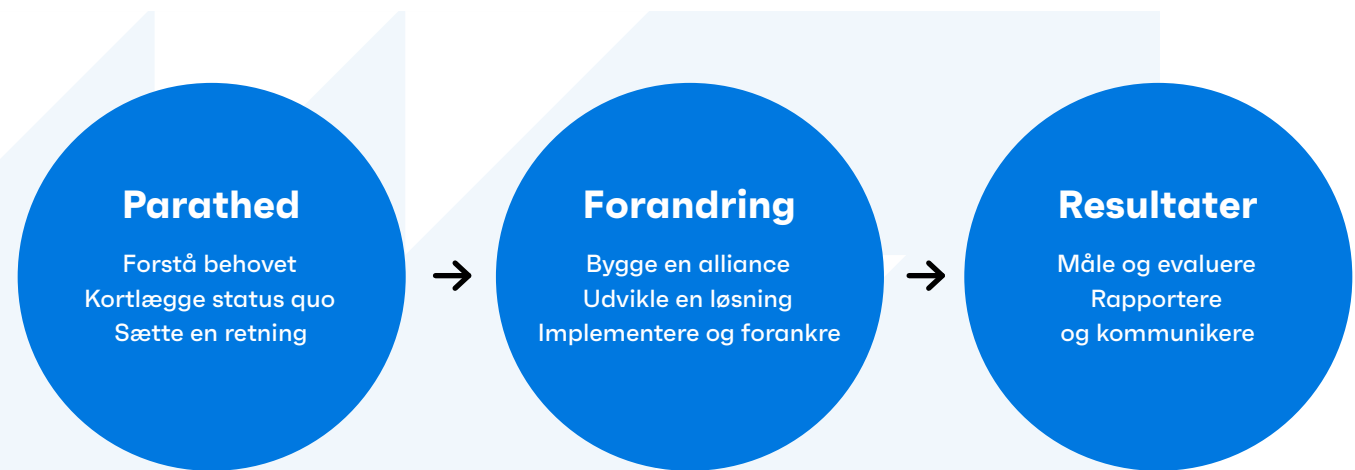 Parathed
Forstå behovet
Kortlægge status quo
Sætte en retning
Forandring
Bygge en alliance
Udvikle en løsning
Implementere og forankre
Resultater
Måle og evaluere
Rapportere
og kommunikere